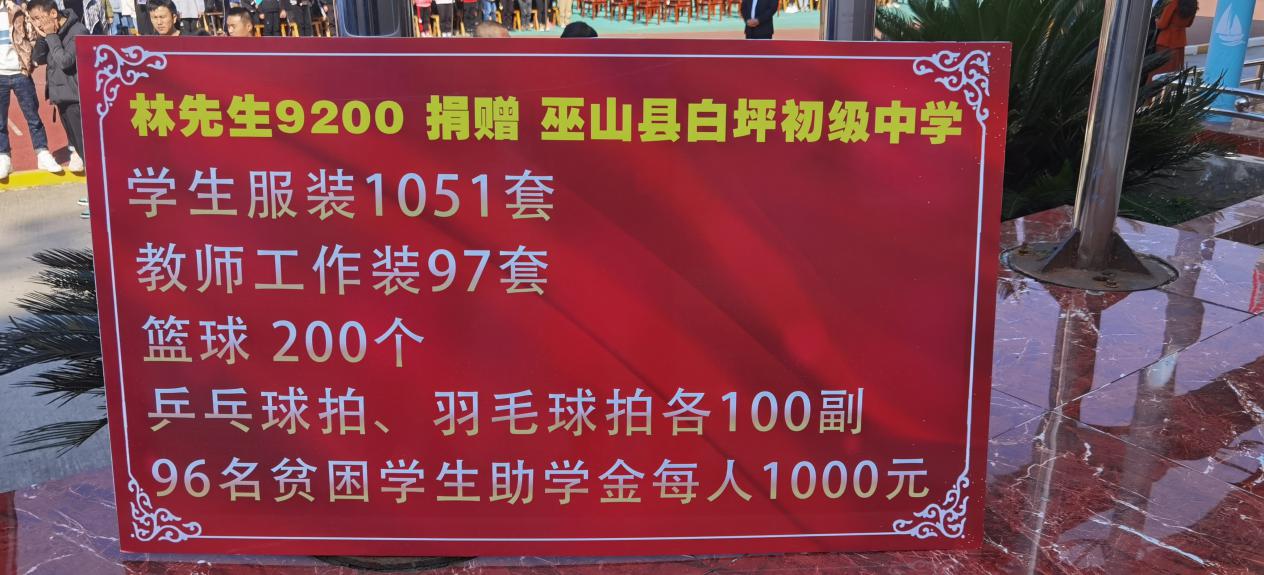 林先生9200 捐赠 巫山县白坪初级中学
学生服装1051套
教师工作装97套
篮球 200个
乒乓球拍、羽毛球拍各100副
96名贫困学生助学金每人1000元